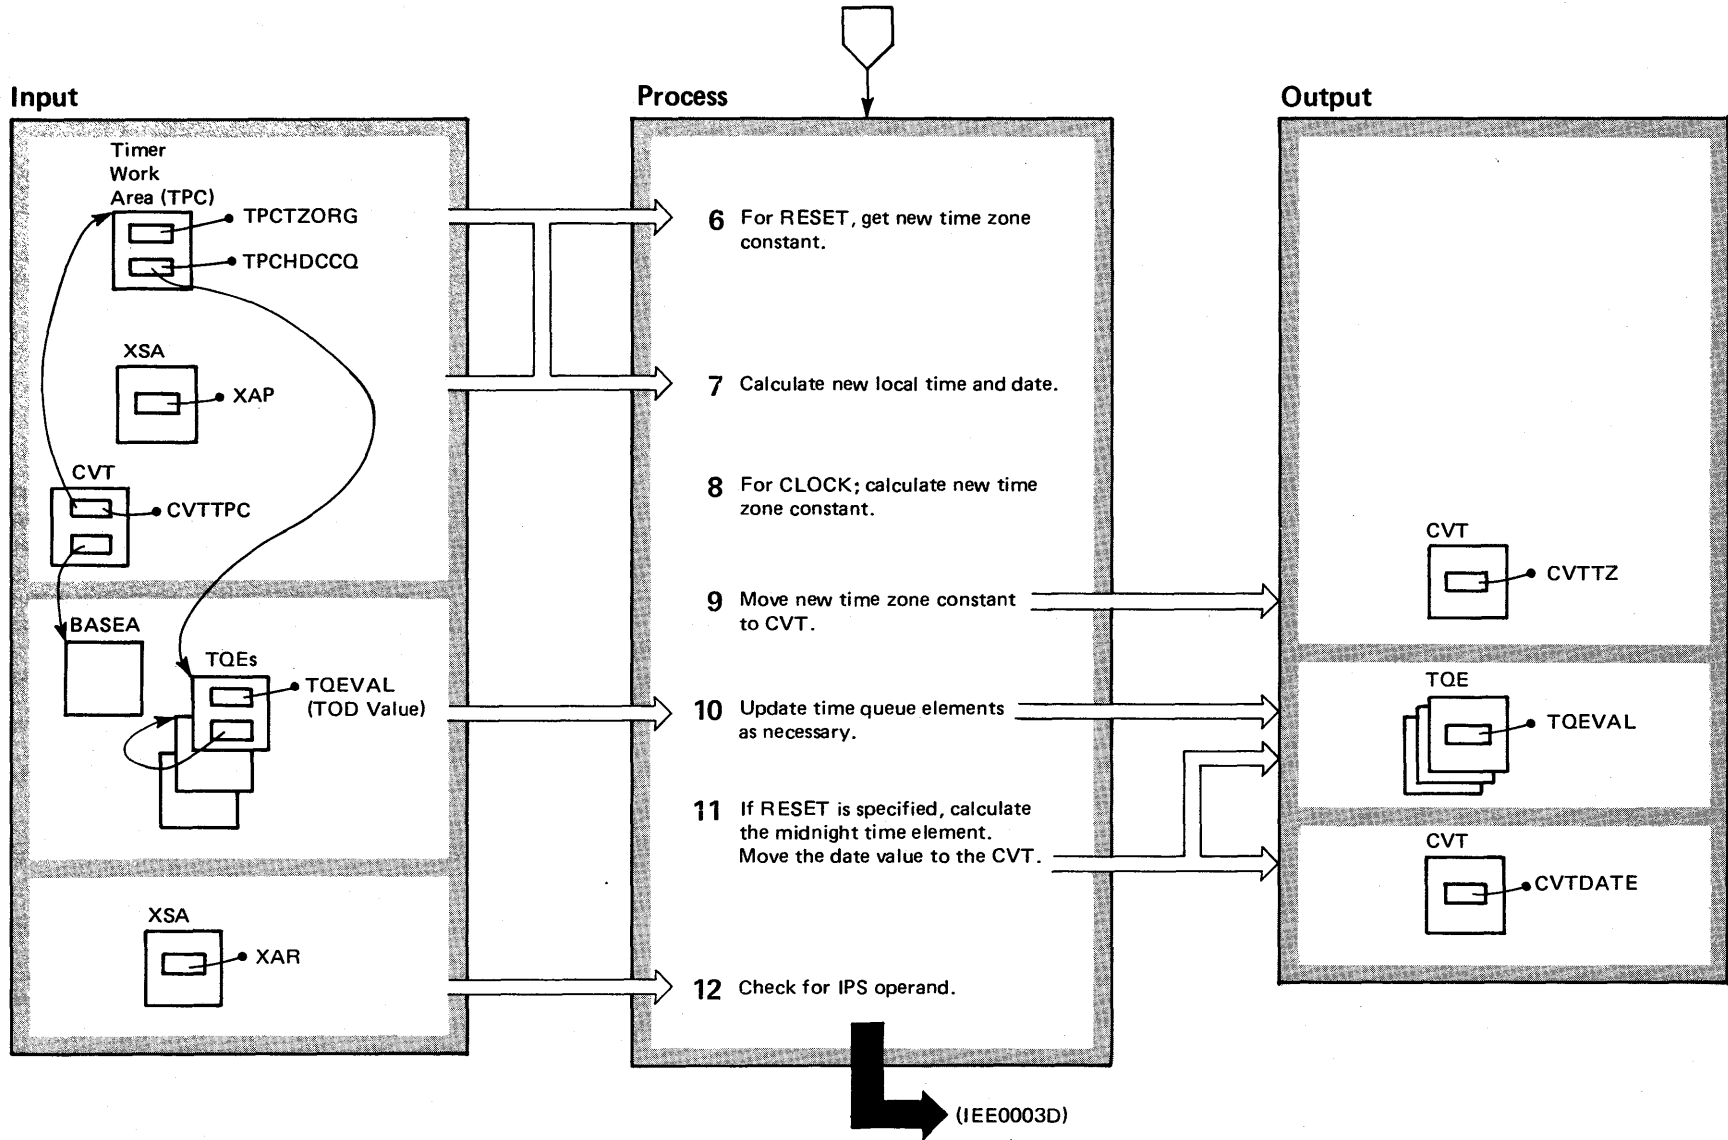 Input
Timer
Work
Area (TPC)
TPCTZORG
TPCHDCCQ
XSA
XAP
CVT
CVTTPC
BASEA
TQEs
TQEVAL
(TOD Value)
XSA
XAR
Process
6 For RESET, get new time zone
constant.
7 Calculate new local time and date.
8 For CLOCK; calculate new time
zone constant.
9 Move new time zone constant
to CVT.
10 Update time queue elements
as necessary.
11 If RESET is specified, calculate
the midnight time element.
Move the date value to the CVT.
12 Check for IPS operand.
(IEE0003D)
Output
CVT
CVTTZ
TQE
TQEVAL
CVT
CVTDATE